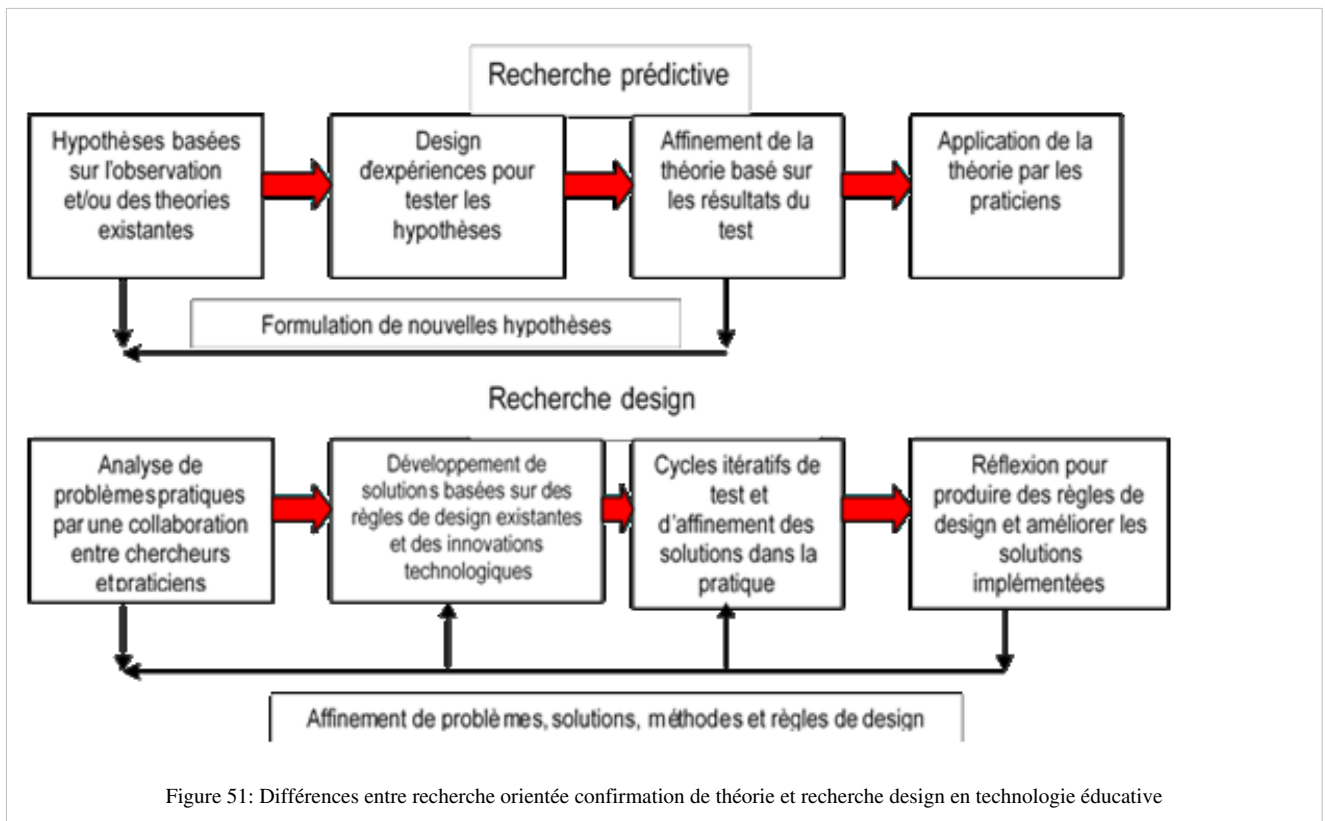 Recherche prédictive
Hypothèses basées
sur l'observation
et/ou des theories
existantes
Design
d'expériences pour
tester les
hypothèses
Affinement de la
théorie basé sur
les résultats du
test
Application de la
théorie par les
praticiens
Formulation de nouvelles hypothèses
Recherche design
Analyse de
problèmes pratiques
par une collaboration
entre chercheurs
et praticiens
Développement de
solutions basées sur des
règles de design existantes
et des innovations
technologiques
Cycles itératifs de
test et
d'affinement des
solutions dans la
pratique
Réflexion pour
produire des règles de
design et améliorer les
solutions
implémentées
Affinement de problèmes, solutions, méthodes et règles de design
Figure 51: Différences entre recherche orientée confirmation de théorie et recherche design en technologie éducative